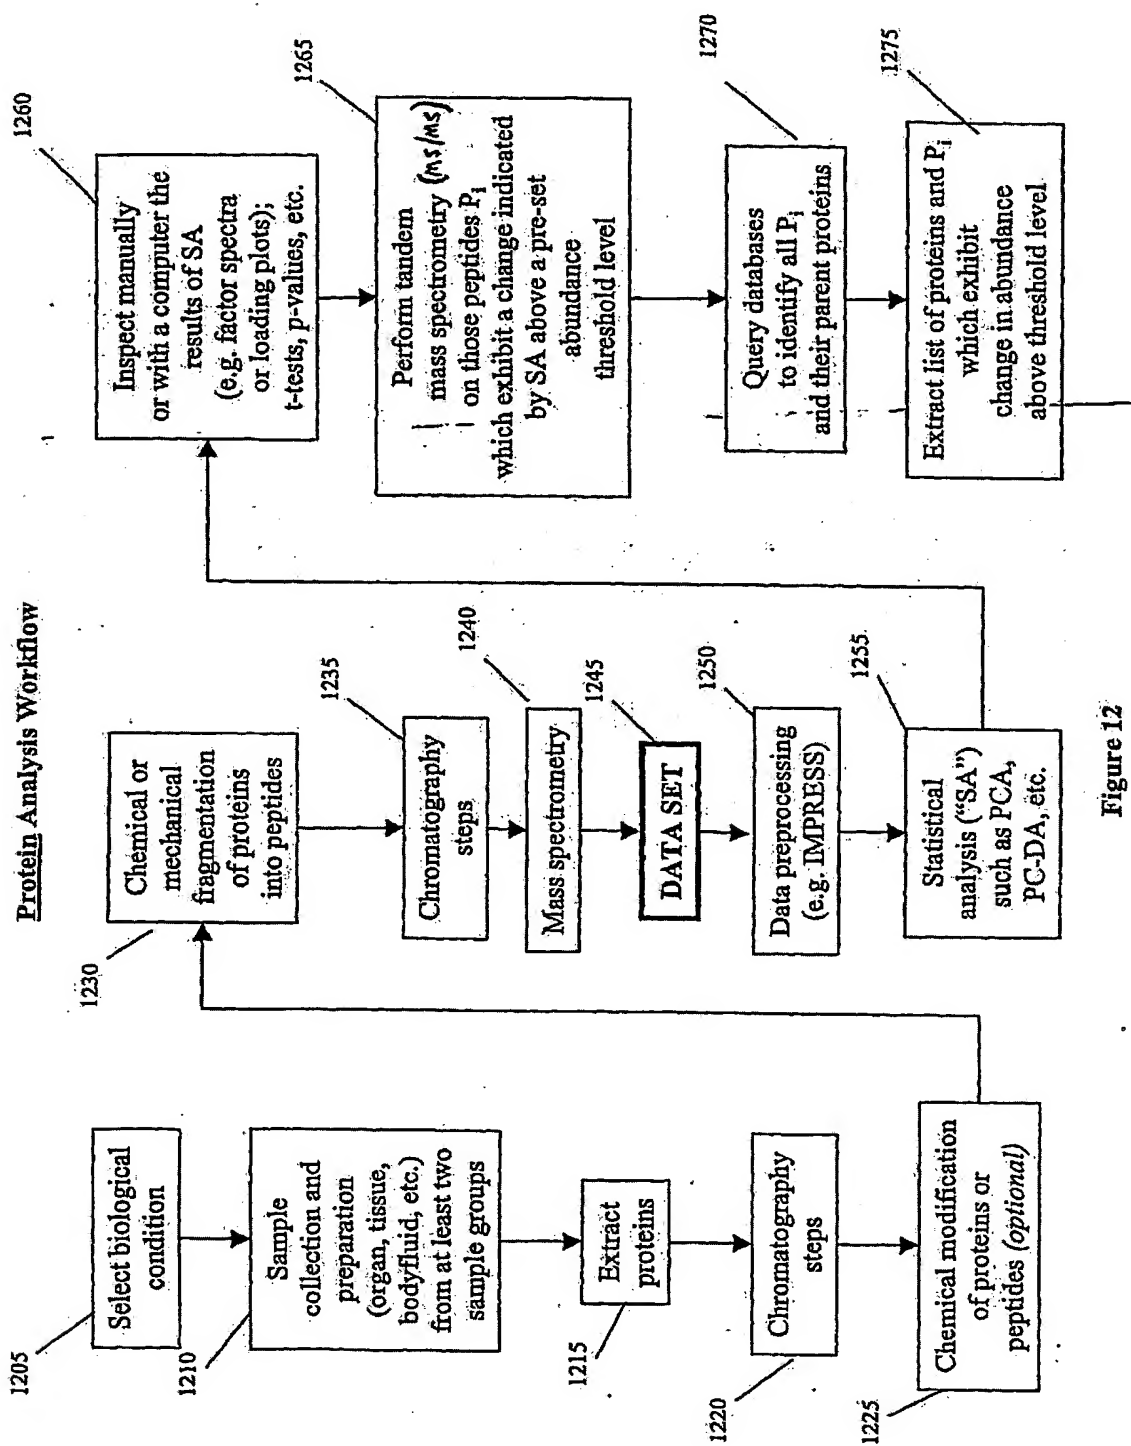 Protein Analysis Workflow
1205
Select biological
condition
1210
Sample
collection and
preparation
(organ, tissue,
bodyfluid, etc.)
from at least two
sample groups
1215
Extract
proteins
1220
Chromatography
steps
1225
Chemical modification
of proteins or
peptides (optional)
1230
Chemical or
mechanical
fragmentation
of proteins
into peptides
1235
Chromatography
steps
1240
Mass spectrometry
1245
DATA SET
1250
Data preprocessing
(e.g. IMPRESS)
1255
Statistical
analysis ("SA")
such as PCA,
PC-DA, etc.
1260
Inspect manually
or with a computer the
results of SA
(e.g. factor spectra
or loading plots);
t-tests, p-values, etc.
1265
Perform tandem
mass spectrometry (MS/MS)
on those peptides Pi
which exhibit a change indicated
by SA above a pre-set
abundance
threshold level
1270
Query databases
to identify all Pi
and their parent proteins
1275
Extract list of proteins and Pi
which exhibit
change in abundance
above threshold level
Figure 12